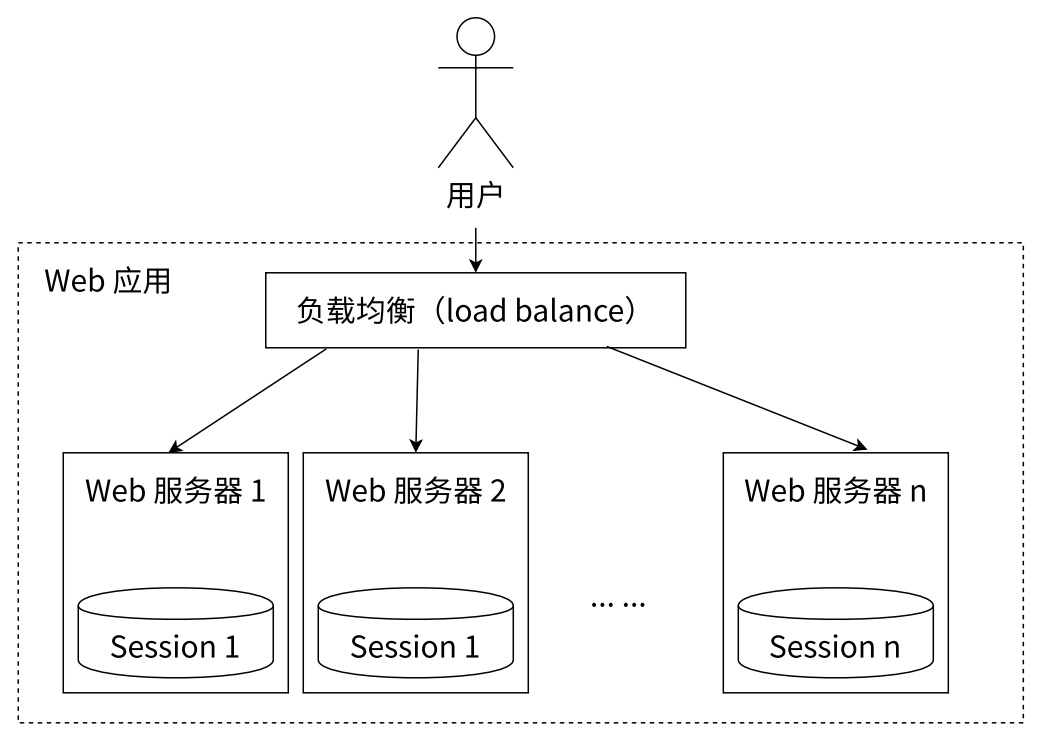 用户
Web 应用
负载均衡（load balance）
Web 服务器 1
Web 服务器 2
Web 服务器 n
... ...
Session 1
Session 1
Session n